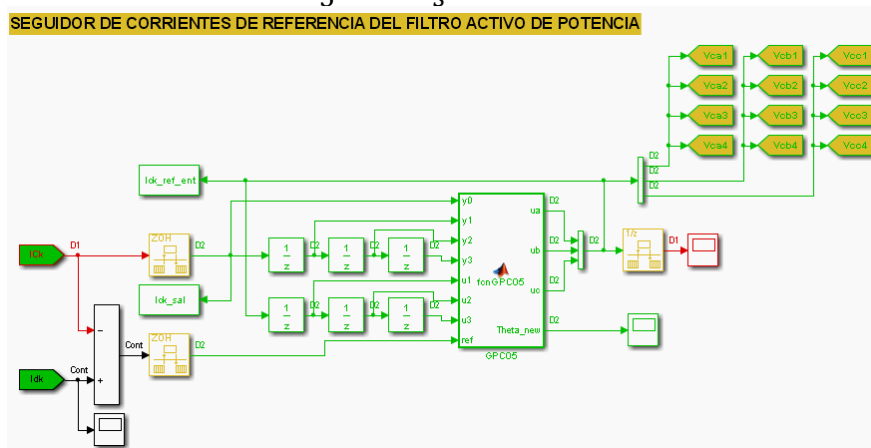 SEGUIDOR DE CORRIENTES DE REFERENCIA DEL FILTRO ACTIVO DE POTENCIA
Vca1 Vcb1 Vcc1
Vca2 Vcb2 Vcc2
Vca3 Vcb3 Vcc3
Vca4 Vcb4 Vcc4
D2
D2
D2
Ick_ref_ent
y0
y1
y2
y3
u1
u2
u3
ref
ua
ub
uc
Theta_new
fcnGPC05
GPC05
D2
D2
D2
D2
D2
1/z
D1
ICk
D1
ZOH
D2
1
z
D2
1
z
D2
1
z
D2
Ick_sal
1
z
D2
1
z
D2
1
z
D2
−
+
Cont
ZOH
D2
Idk
Cont